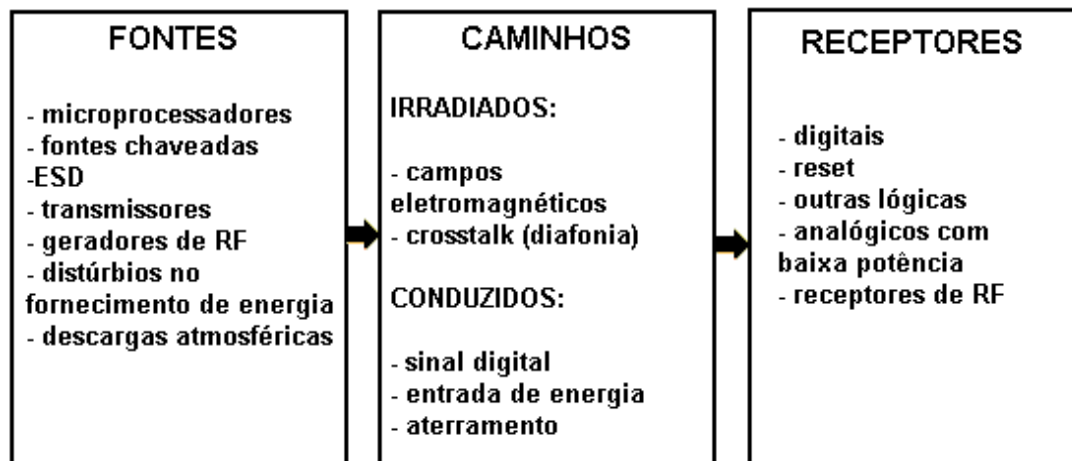 FONTES
- microprocessadores
- fontes chaveadas
-ESD
- transmissores
- geradores de RF
- distúrbios no
fornecimento de energia
- descargas atmosféricas
CAMINHOS
IRRADIADOS:
- campos
eletromagnéticos
- crosstalk (diafonia)
CONDUZIDOS:
- sinal digital
- entrada de energia
- aterramento
RECEPTORES
- digitais
- reset
- outras lógicas
- analógicos com
baixa potência
- receptores de RF